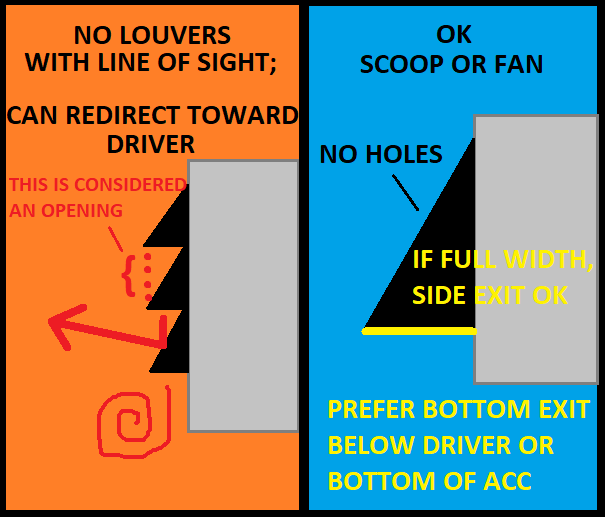 NO LOUVERS
WITH LINE OF SIGHT;
CAN REDIRECT TOWARD
DRIVER
THIS IS CONSIDERED
AN OPENING
{
OK
SCOOP OR FAN
NO HOLES
IF FULL WIDTH,
SIDE EXIT OK
PREFER BOTTOM EXIT
BELOW DRIVER OR
BOTTOM OF ACC